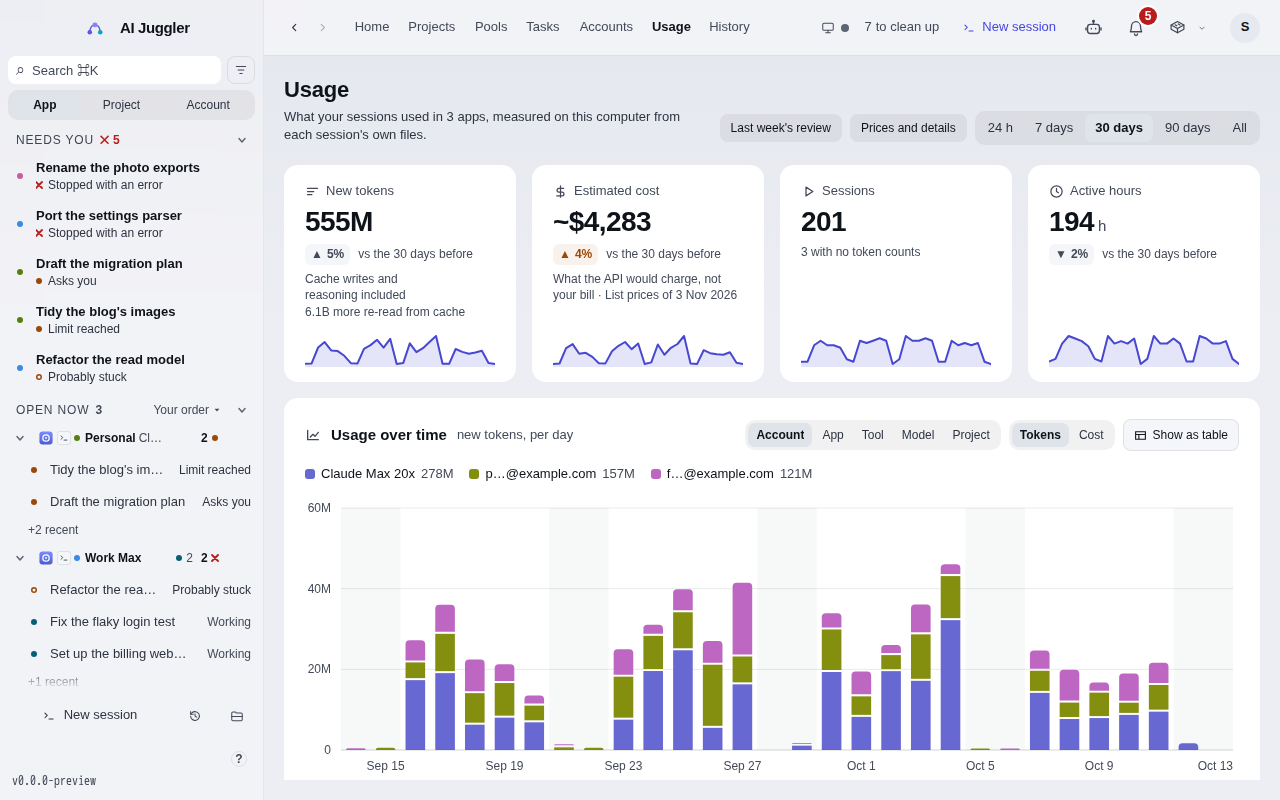 AI Juggler
Search ⌘K
App Project Account
NEEDS YOU 5
Rename the photo exports
Stopped with an error
Port the settings parser
Stopped with an error
Draft the migration plan
Asks you
Tidy the blog's images
Limit reached
Refactor the read model
Probably stuck
OPEN NOW 3 Your order
Personal Cl… 2
Tidy the blog's im… Limit reached
Draft the migration plan Asks you
+2 recent
Work Max 2 2
Refactor the rea… Probably stuck
Fix the flaky login test Working
Set up the billing web… Working
+1 recent
New session
?
v0.0.0-preview
Home Projects Pools Tasks Accounts Usage History 7 to clean up New session 5 S
Usage
What your sessions used in 3 apps, measured on this computer from
each session's own files.
Last week's review Prices and details 24 h 7 days 30 days 90 days All
New tokens
555M
▲ 5% vs the 30 days before
Cache writes and
reasoning included
6.1B more re-read from cache
Estimated cost
~$4,283
▲ 4% vs the 30 days before
What the API would charge, not
your bill · List prices of 3 Nov 2026
Sessions
201
3 with no token counts
Active hours
194 h
▼ 2% vs the 30 days before
Usage over time new tokens, per day
Account App Tool Model Project Tokens Cost Show as table
Claude Max 20x 278M p…@example.com 157M f…@example.com 121M
60M
40M
20M
0
Sep 15 Sep 19 Sep 23 Sep 27 Oct 1 Oct 5 Oct 9 Oct 13